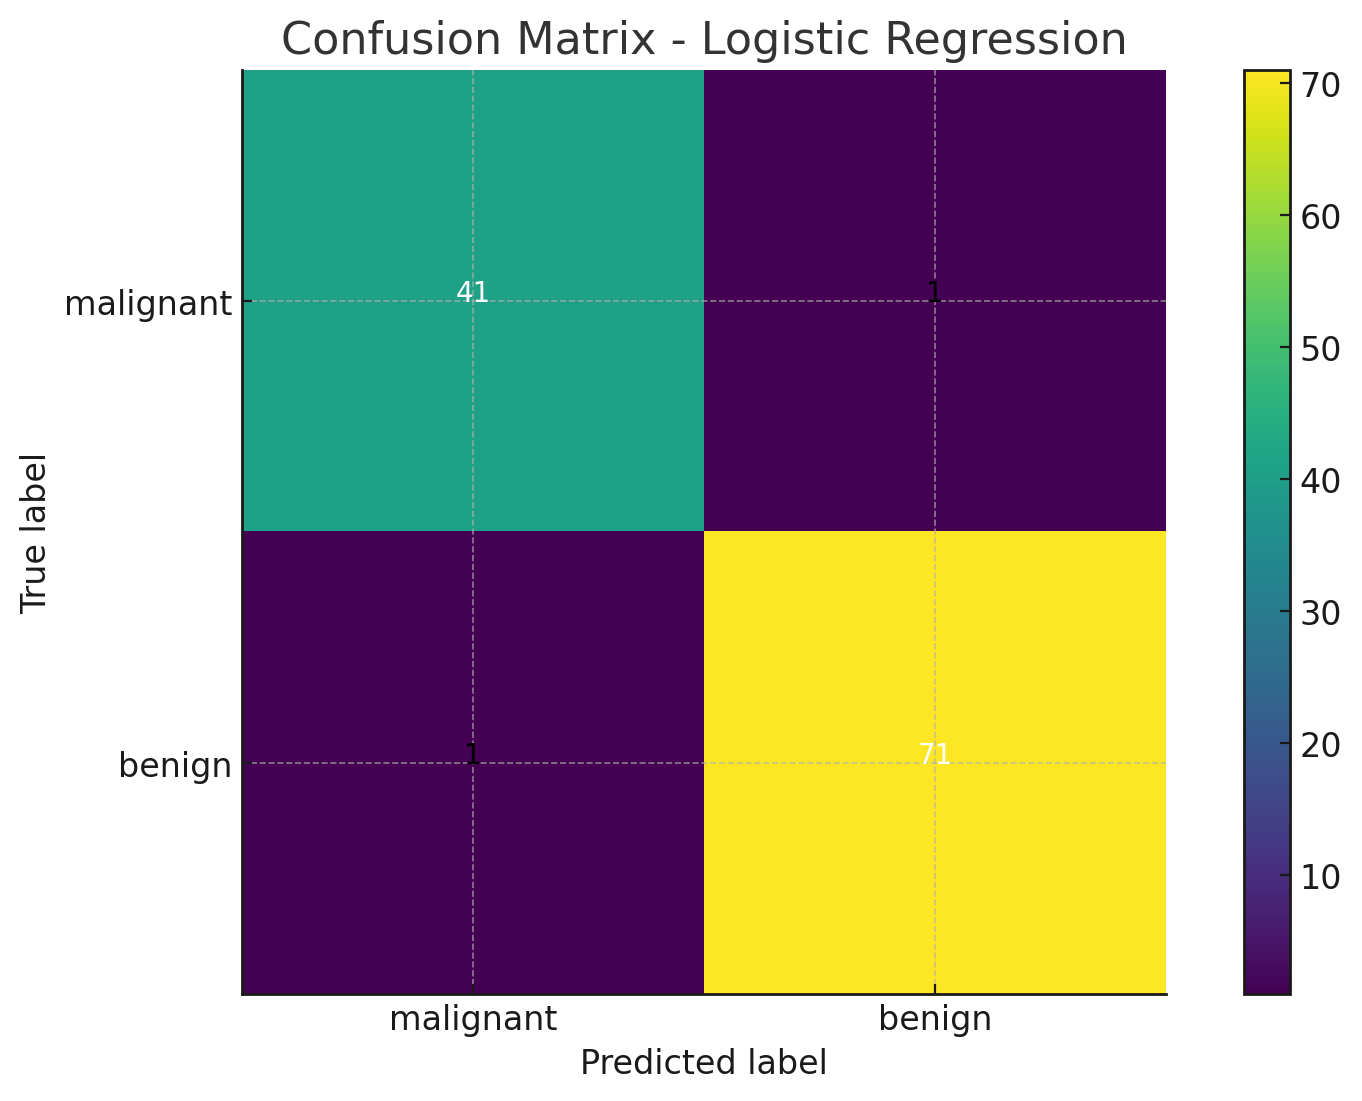 Confusion Matrix - Logistic Regression
70
60
50
40
30
20
10
True label
malignant
41
1
benign
1
71
malignant
benign
Predicted label